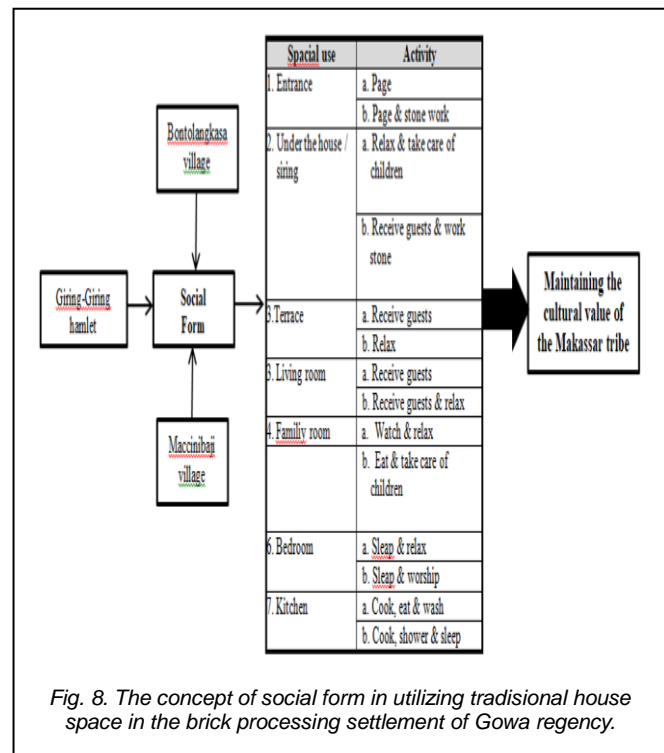 Bontolangkasa
village
Giring-Giring
hamlet
Social
Form
Maccinibaji
village
Spacial use Activity
1. Entrance a. Page
b. Page & stone work
2. Under the house /
siring
a. Relax & take care of
children
b. Receive guests & work
stone
3.Terrace a. Receive guests
b. Relax
3. Living room a. Receive guests
b. Receive guests & relax
4. Familiy room a. Watch & relax
b. Eat & take care of
children
6. Bedroom a. Sleap & relax
b. Sleap & worship
7. Kitchen a. Cook, eat & wash
b. Cook, shower & sleep
Maintaining the
cultural value of
the Makassar tribe
Fig. 8. The concept of social form in utilizing tradisional house
space in the brick processing settlement of Gowa regency.